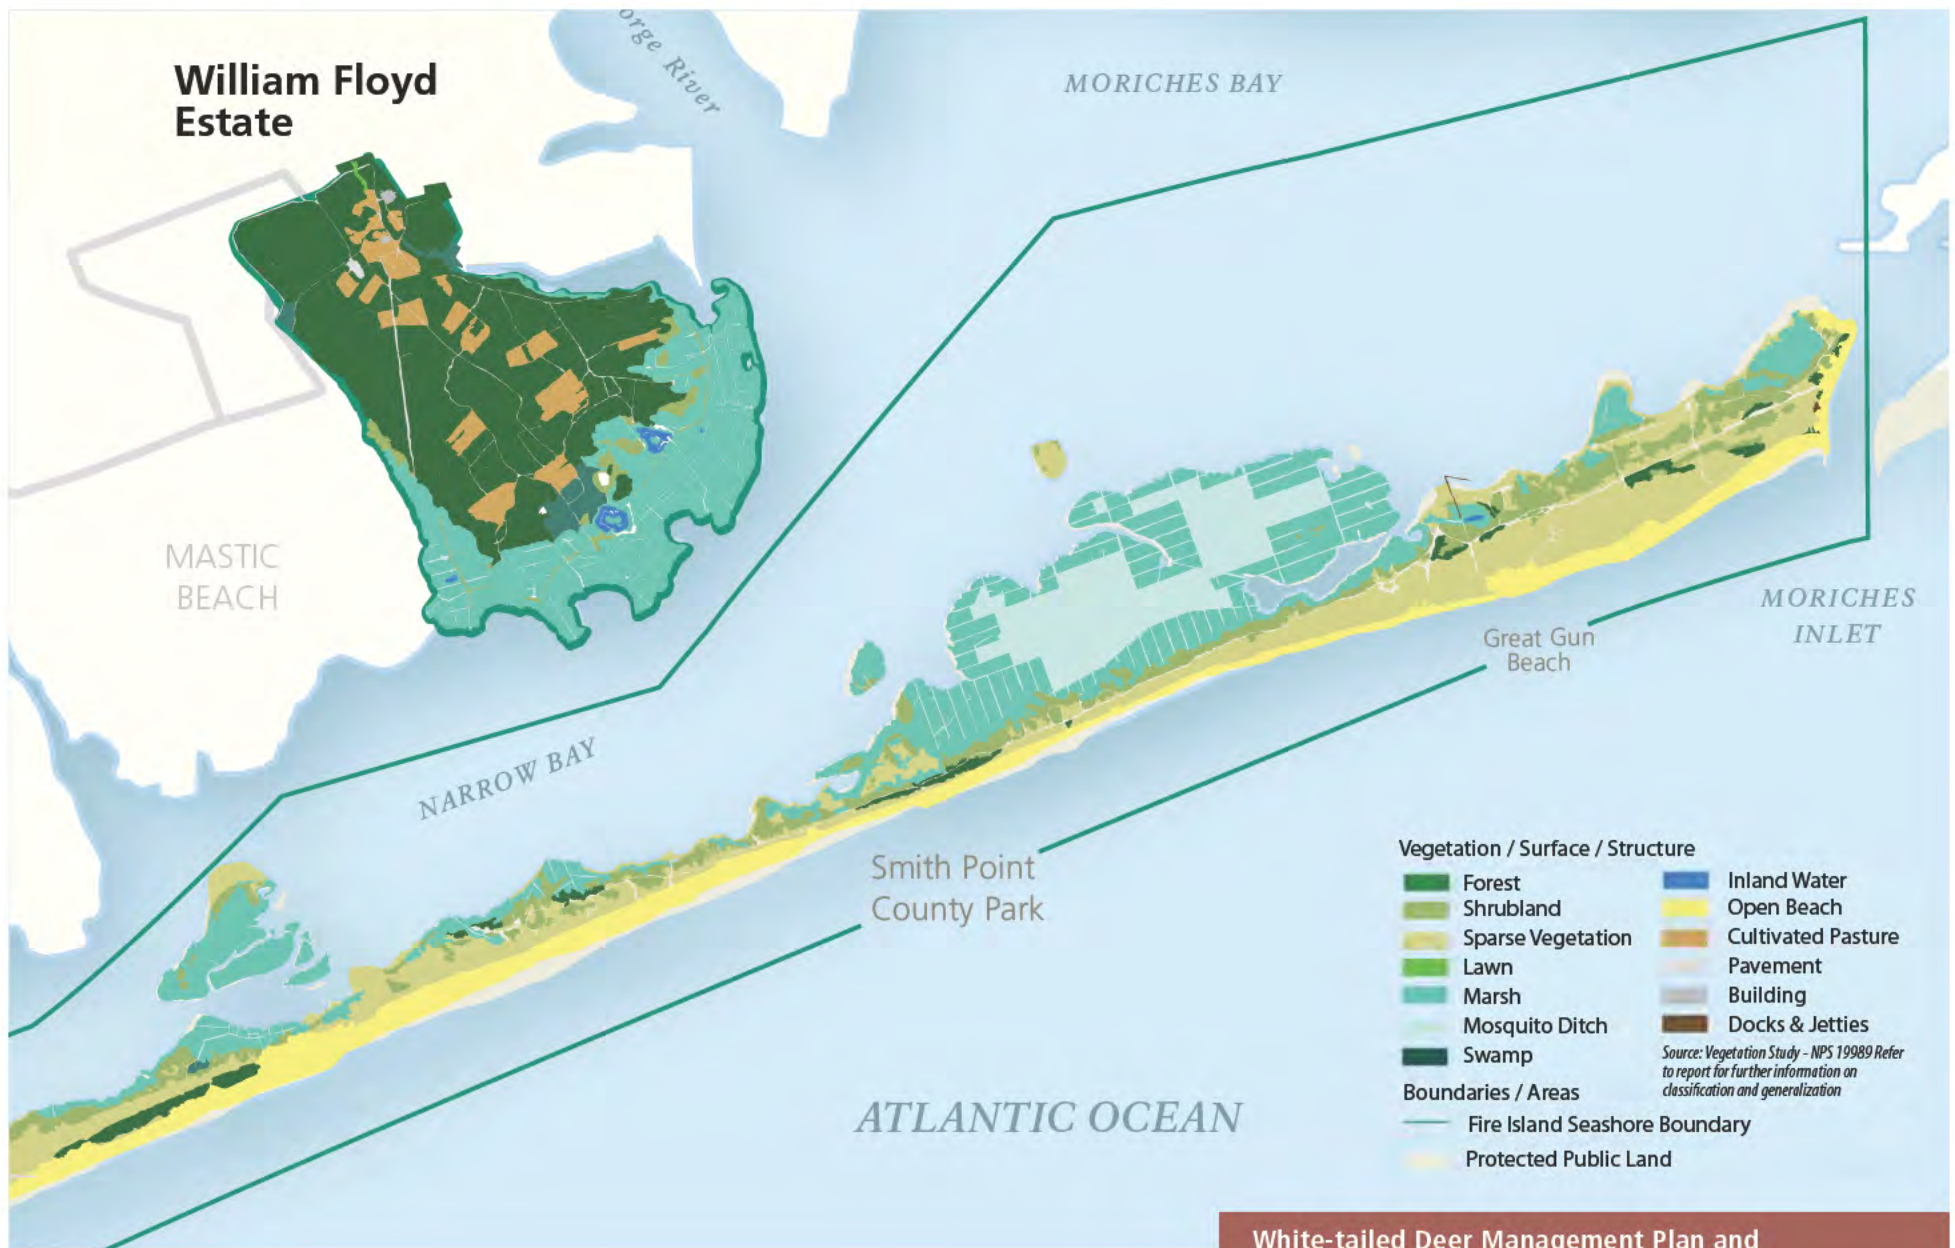 William Floyd
Estate
orge River
MORICHES BAY
MASTIC
BEACH
MORICHES
INLET
Great Gun
Beach
NARROW BAY
Smith Point
County Park
ATLANTIC OCEAN
Vegetation / Surface / Structure
Forest
Shrubland
Sparse Vegetation
Lawn
Marsh
Mosquito Ditch
Swamp
Inland Water
Open Beach
Cultivated Pasture
Pavement
Building
Docks & Jetties
Source: Vegetation Study - NPS 19989 Refer
to report for further information on
classification and generalization
Boundaries / Areas
Fire Island Seashore Boundary
Protected Public Land
White-tailed Deer Management Plan and